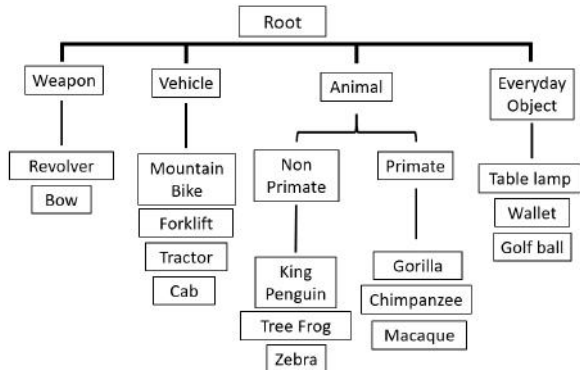 Root
Weapon
Vehicle
Animal
Everyday
Object
Revolver
Bow
Mountain
Bike
Forklift
Tractor
Cab
Non
Primate
Primate
King
Penguin
Tree Frog
Zebra
Gorilla
Chimpanzee
Macaque
Table lamp
Wallet
Golf ball